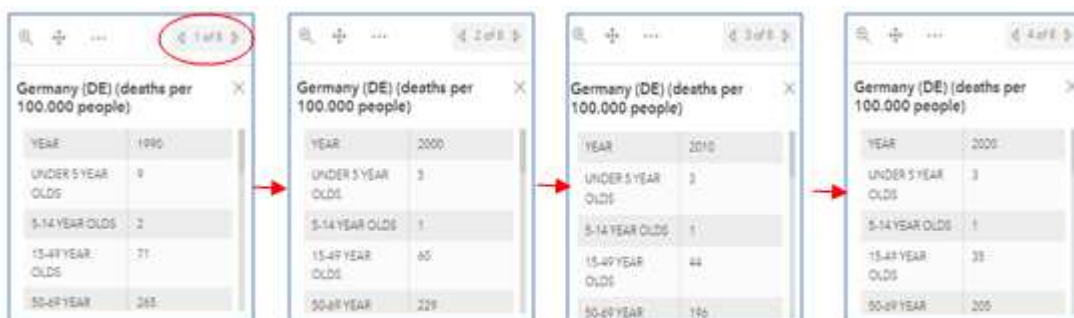 1 of 8
Germany (DE) (deaths per
100.000 people)
YEAR 1990
UNDER 5 YEAR 9
OLDS
5-14 YEAR OLDS 2
15-49 YEAR 71
OLDS
50-69 YEAR 265
2 of 8
Germany (DE) (deaths per
100.000 people)
YEAR 2000
UNDER 5 YEAR
OLDS
5-14 YEAR OLDS 1
15-49 YEAR 60
OLDS
50-69 YEAR 229
3 of 8
Germany (DE) (deaths per
100.000 people)
YEAR 2010
UNDER 5 YEAR 3
OLDS
5-14 YEAR OLDS 1
15-49 YEAR 44
OLDS
50-69 YEAR 196
4 of 8
Germany (DE) (deaths per
100.000 people)
YEAR 2020
UNDER 5 YEAR 3
OLDS
5-14 YEAR OLDS 1
15-49 YEAR 35
OLDS
50-69 YEAR 205